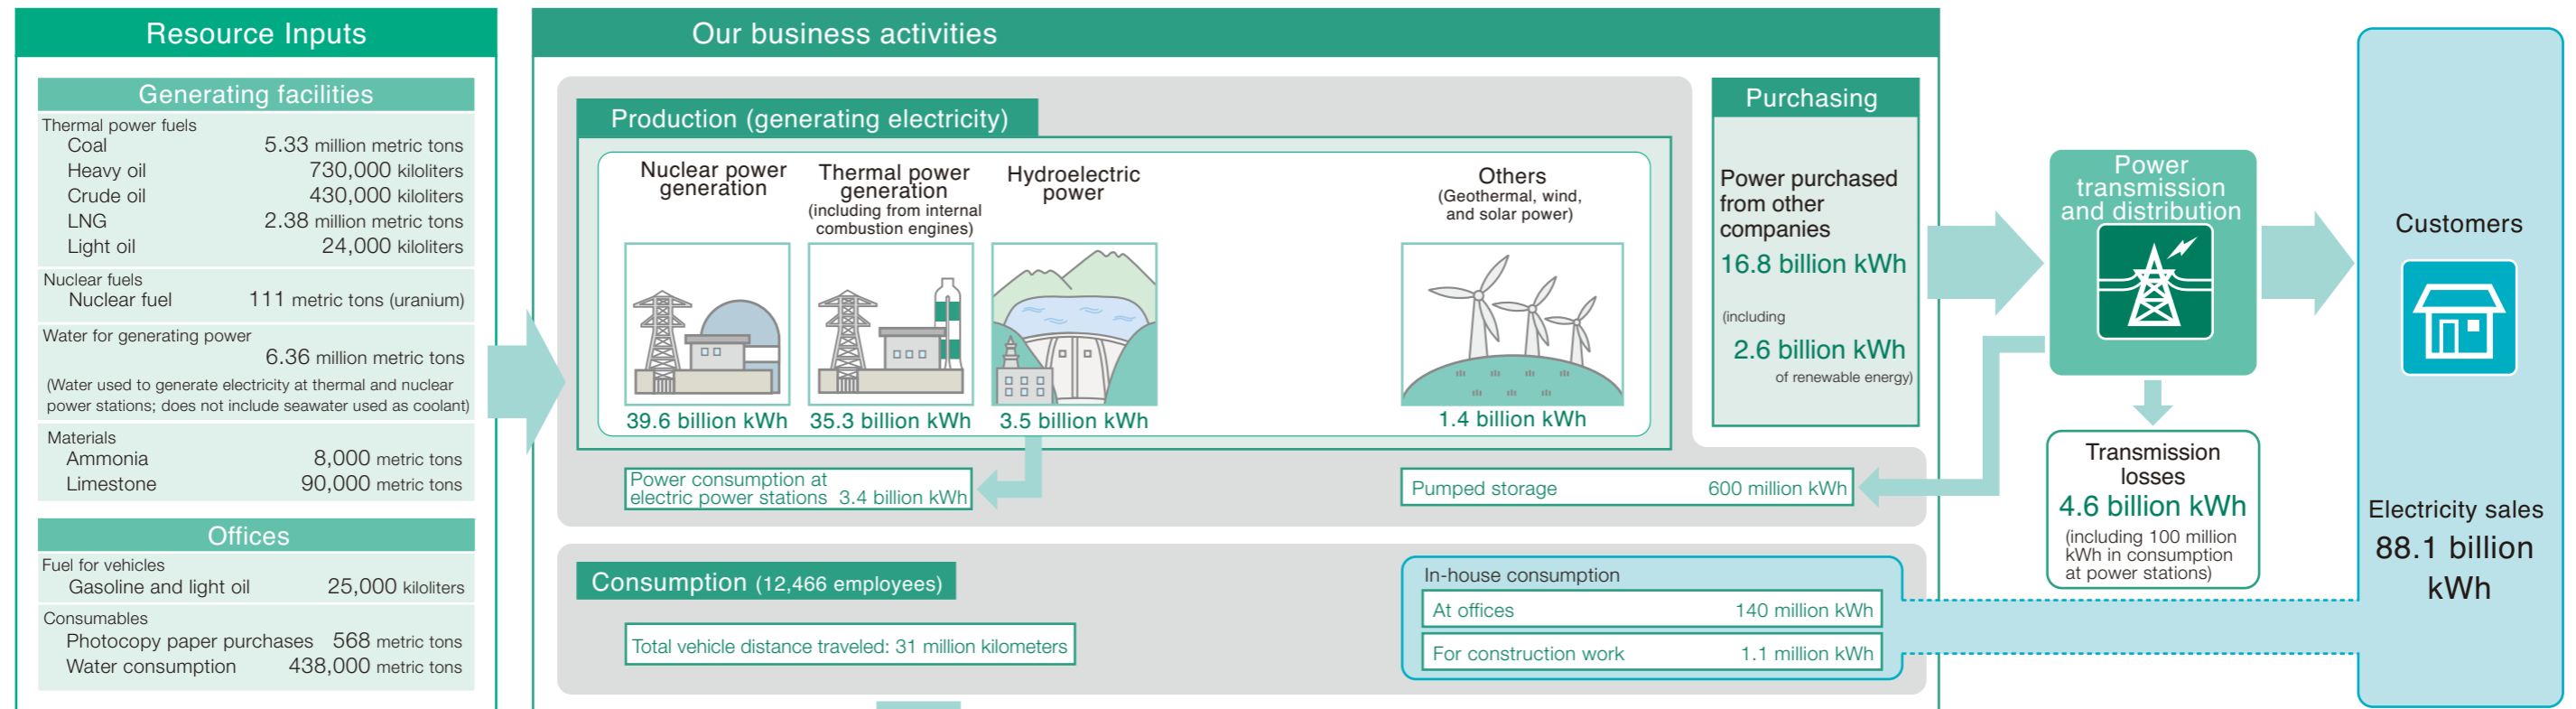 Resource Inputs
Generating facilities
Thermal power fuels
Coal 5.33 million metric tons
Heavy oil 730,000 kiloliters
Crude oil 430,000 kiloliters
LNG 2.38 million metric tons
Light oil 24,000 kiloliters
Nuclear fuels
Nuclear fuel 111 metric tons (uranium)
Water for generating power
6.36 million metric tons
(Water used to generate electricity at thermal and nuclear
power stations; does not include seawater used as coolant)
Materials
Ammonia 8,000 metric tons
Limestone 90,000 metric tons
Offices
Fuel for vehicles
Gasoline and light oil 25,000 kiloliters
Consumables
Photocopy paper purchases 568 metric tons
Water consumption 438,000 metric tons
Our business activities
Production (generating electricity)
Nuclear power
generation
39.6 billion kWh
Thermal power
generation
(including from internal
combustion engines)
35.3 billion kWh
Hydroelectric
power
3.5 billion kWh
Others
(Geothermal, wind,
and solar power)
1.4 billion kWh
Power consumption at
electric power stations 3.4 billion kWh
Pumped storage 600 million kWh
Purchasing
Power purchased
from other
companies
16.8 billion kWh
(including
2.6 billion kWh
of renewable energy)
Consumption (12,466 employees)
Total vehicle distance traveled: 31 million kilometers
In-house consumption
At offices 140 million kWh
For construction work 1.1 million kWh
Power
transmission
and distribution
Transmission
losses
4.6 billion kWh
(including 100 million
kWh in consumption
at power stations)
Customers
Electricity sales
88.1 billion
kWh